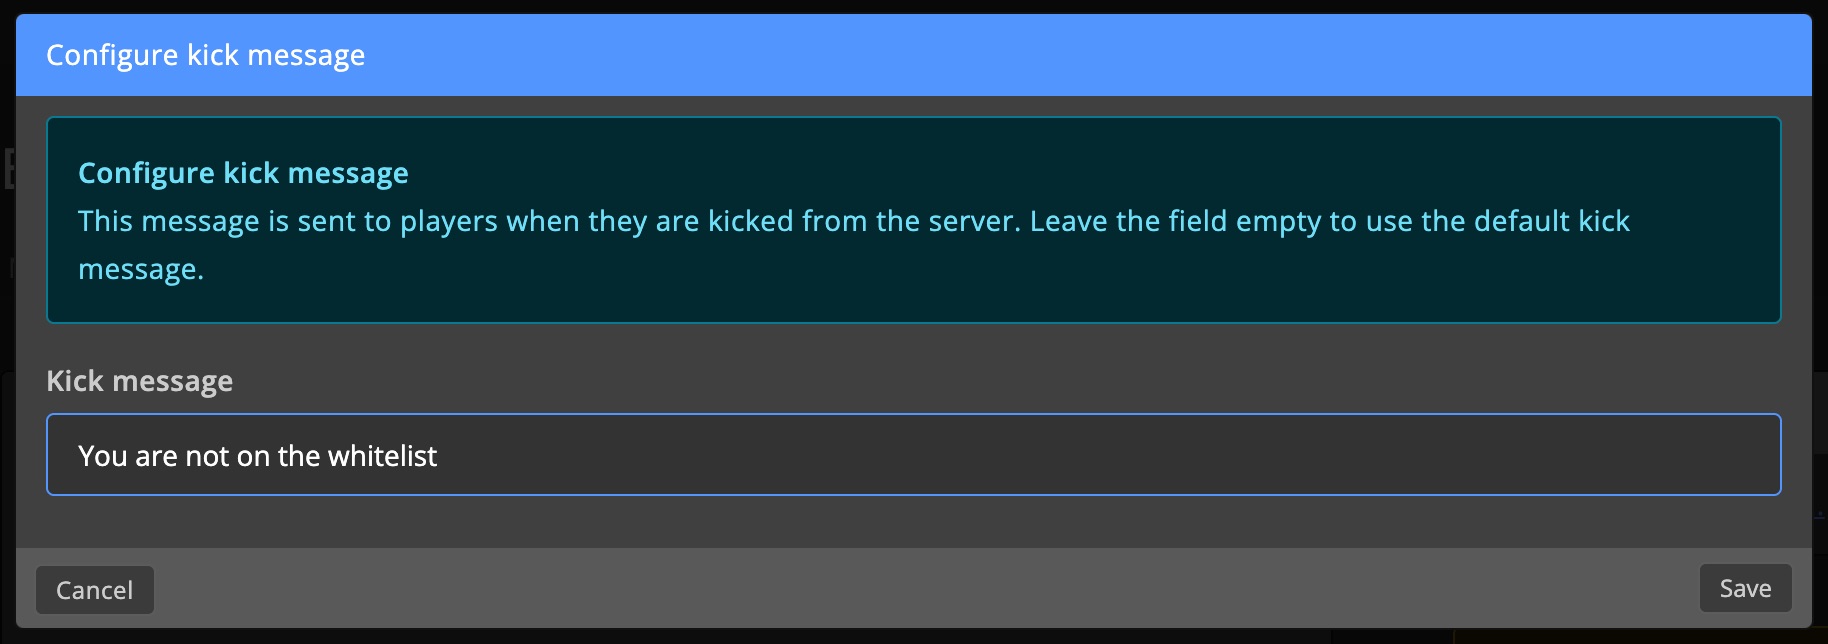 Configure kick message
Configure kick message
This message is sent to players when they are kicked from the server. Leave the field empty to use the default kick
message.
Kick message
You are not on the whitelist
Cancel
Save